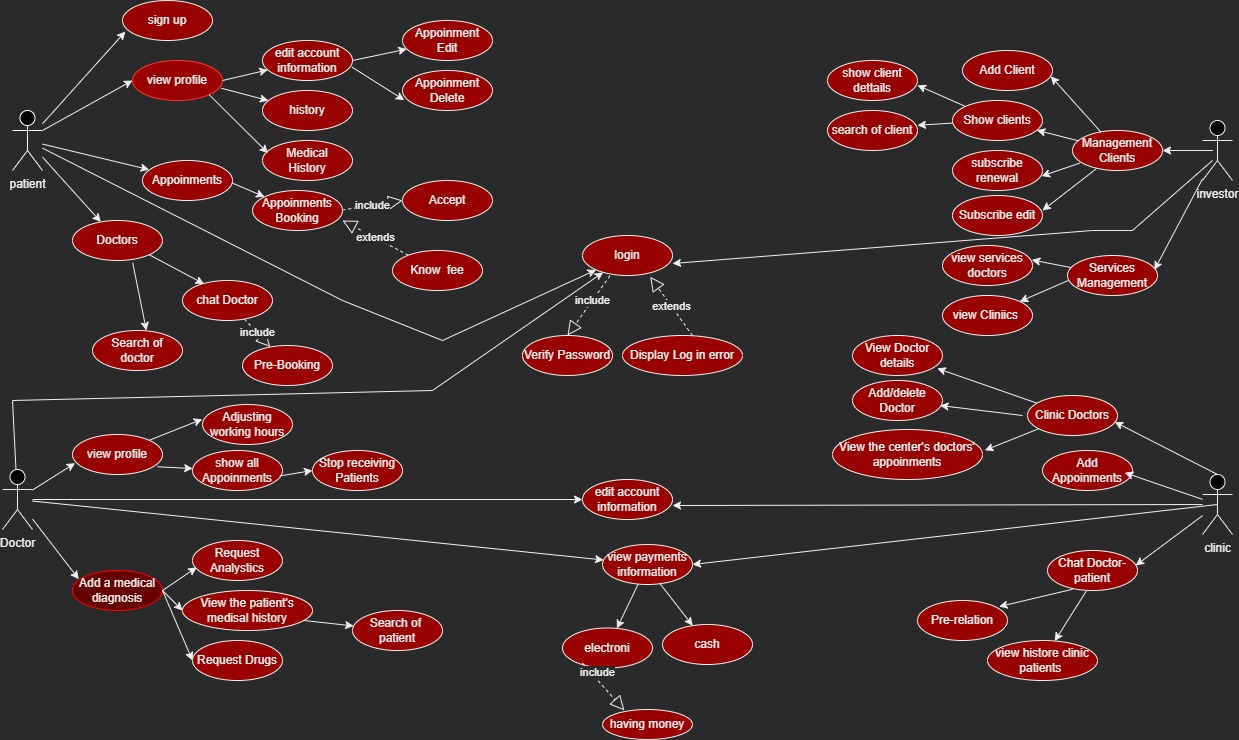 sign up
view profile
edit account
information
Appoinment
Edit
Appoinment
Delete
history
Medical
History
patient
Appoinments
Appoinments
Booking
include
Accept
extends
Know fee
Doctors
chat Doctor
include
Search of
doctor
Pre-Booking
login
include
extends
Verify Password
Display Log in error
show client
dettails
Add Client
search of client
Show clients
Management
Clients
subscribe
renewal
Subscribe edit
investor
view services
doctors
Services
Management
view Cliniics
View Doctor
details
Add/delete
Doctor
Clinic Doctors
View the center's doctors'
appoinments
Add
Appoinments
clinic
Chat Doctor-
patient
Pre-relation
view histore clinic
patients
Adjusting
working hours
view profile
show all
Appoinments
Stop receiving
Patients
Doctor
edit account
information
view payments
information
electroni
cash
include
having money
Add a medical
diagnosis
Request
Analystics
View the patient's
medisal history
Search of
patient
Request Drugs